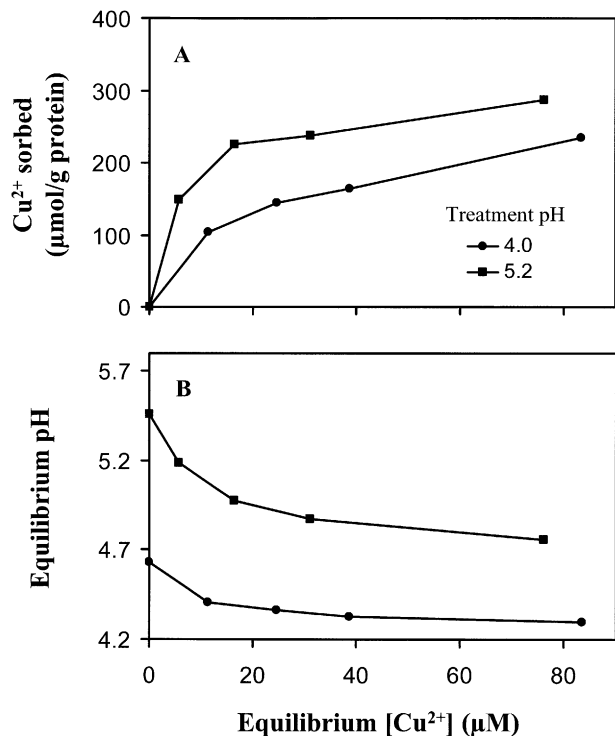 Cu²⁺ sorbed
(μmol/g protein)
400
300
200
100
0
A
Treatment pH
4.0
5.2
Equilibrium pH
5.7
5.2
4.7
4.2
B
0 20 40 60 80
Equilibrium [Cu²⁺] (μM)